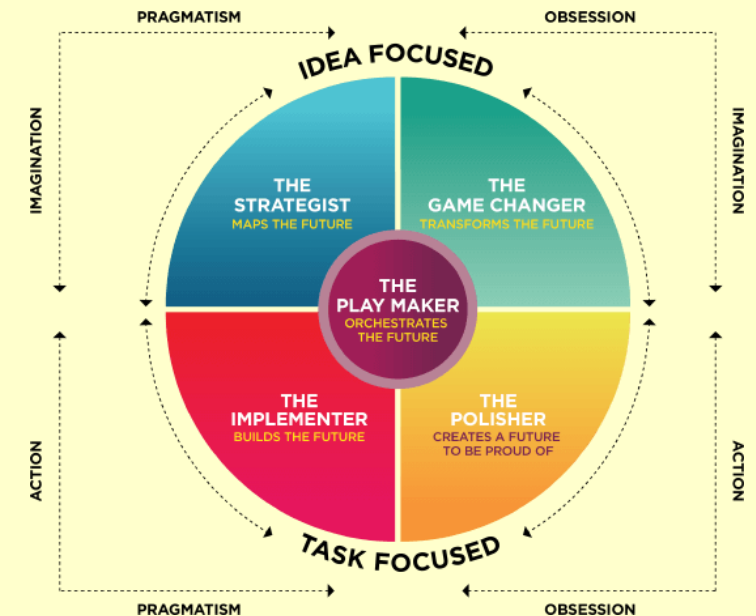 PRAGMATISM
OBSESSION
IDEA FOCUSED
IMAGINATION
IMAGINATION
THE
STRATEGIST
MAPS THE FUTURE
THE
GAME CHANGER
TRANSFORMS THE FUTURE
THE
PLAY MAKER
ORCHESTRATES
THE FUTURE
THE
IMPLEMENTER
BUILDS THE FUTURE
THE
POLISHER
CREATES A FUTURE
TO BE PROUD OF
ACTION
ACTION
TASK FOCUSED
PRAGMATISM
OBSESSION